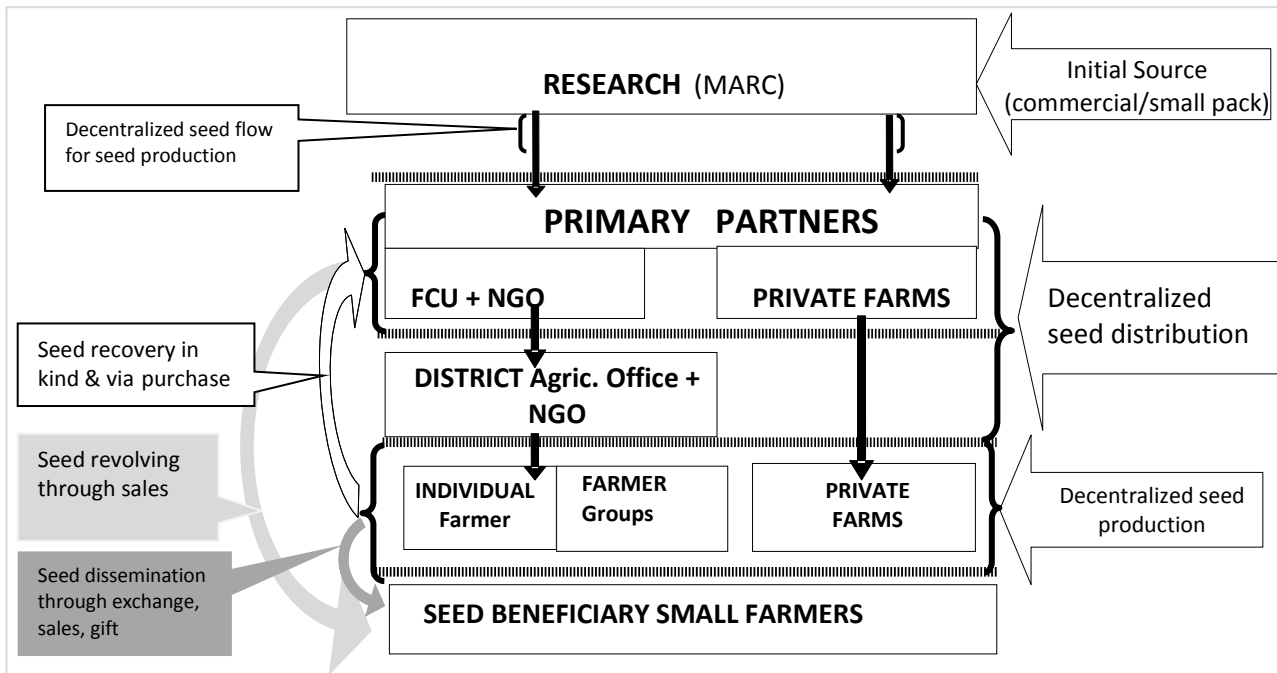 RESEARCH (MARC)
Initial Source
(commercial/small pack)
Decentralized seed flow
for seed production
PRIMARY PARTNERS
FCU + NGO
PRIVATE FARMS
Decentralized
seed distribution
Seed recovery in
kind & via purchase
DISTRICT Agric. Office +
NGO
Seed revolving
through sales
INDIVIDUAL
Farmer
FARMER
Groups
PRIVATE
FARMS
Decentralized seed
production
Seed dissemination
through exchange,
sales, gift
SEED BENEFICIARY SMALL FARMERS